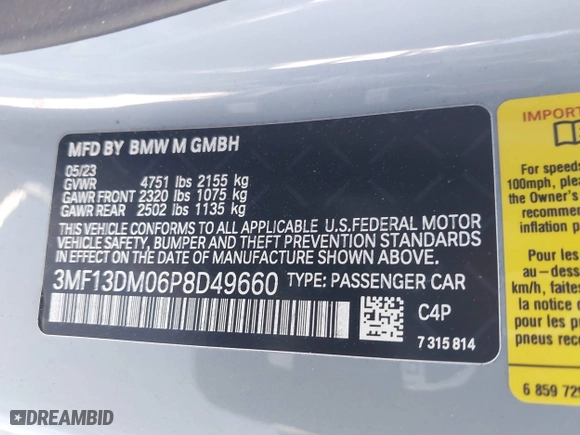 MFD BY BMW M GMBH
05/23
GVWR 4751 lbs 2155 kg
GAWR FRONT 2320 lbs 1075 kg
GAWR REAR 2502 lbs 1135 kg
THIS VEHICLE CONFORMS TO ALL APPLICABLE U.S.FEDERAL MOTOR
VEHICLE SAFETY, BUMPER AND THEFT PREVENTION STANDARDS
IN EFFECT ON THE DATE OF MANUFACTURE SHOWN ABOVE.
3MF13DM06P8D49660 TYPE: PASSENGER CAR
C4P
7 315 814
IMPORT
For speeds
100mph, plea
the Owner's
recommen
inflation p
Pour les
au-
km/h, faites
la notice
pour les
pneus reco
6 859 729
DREAMBID